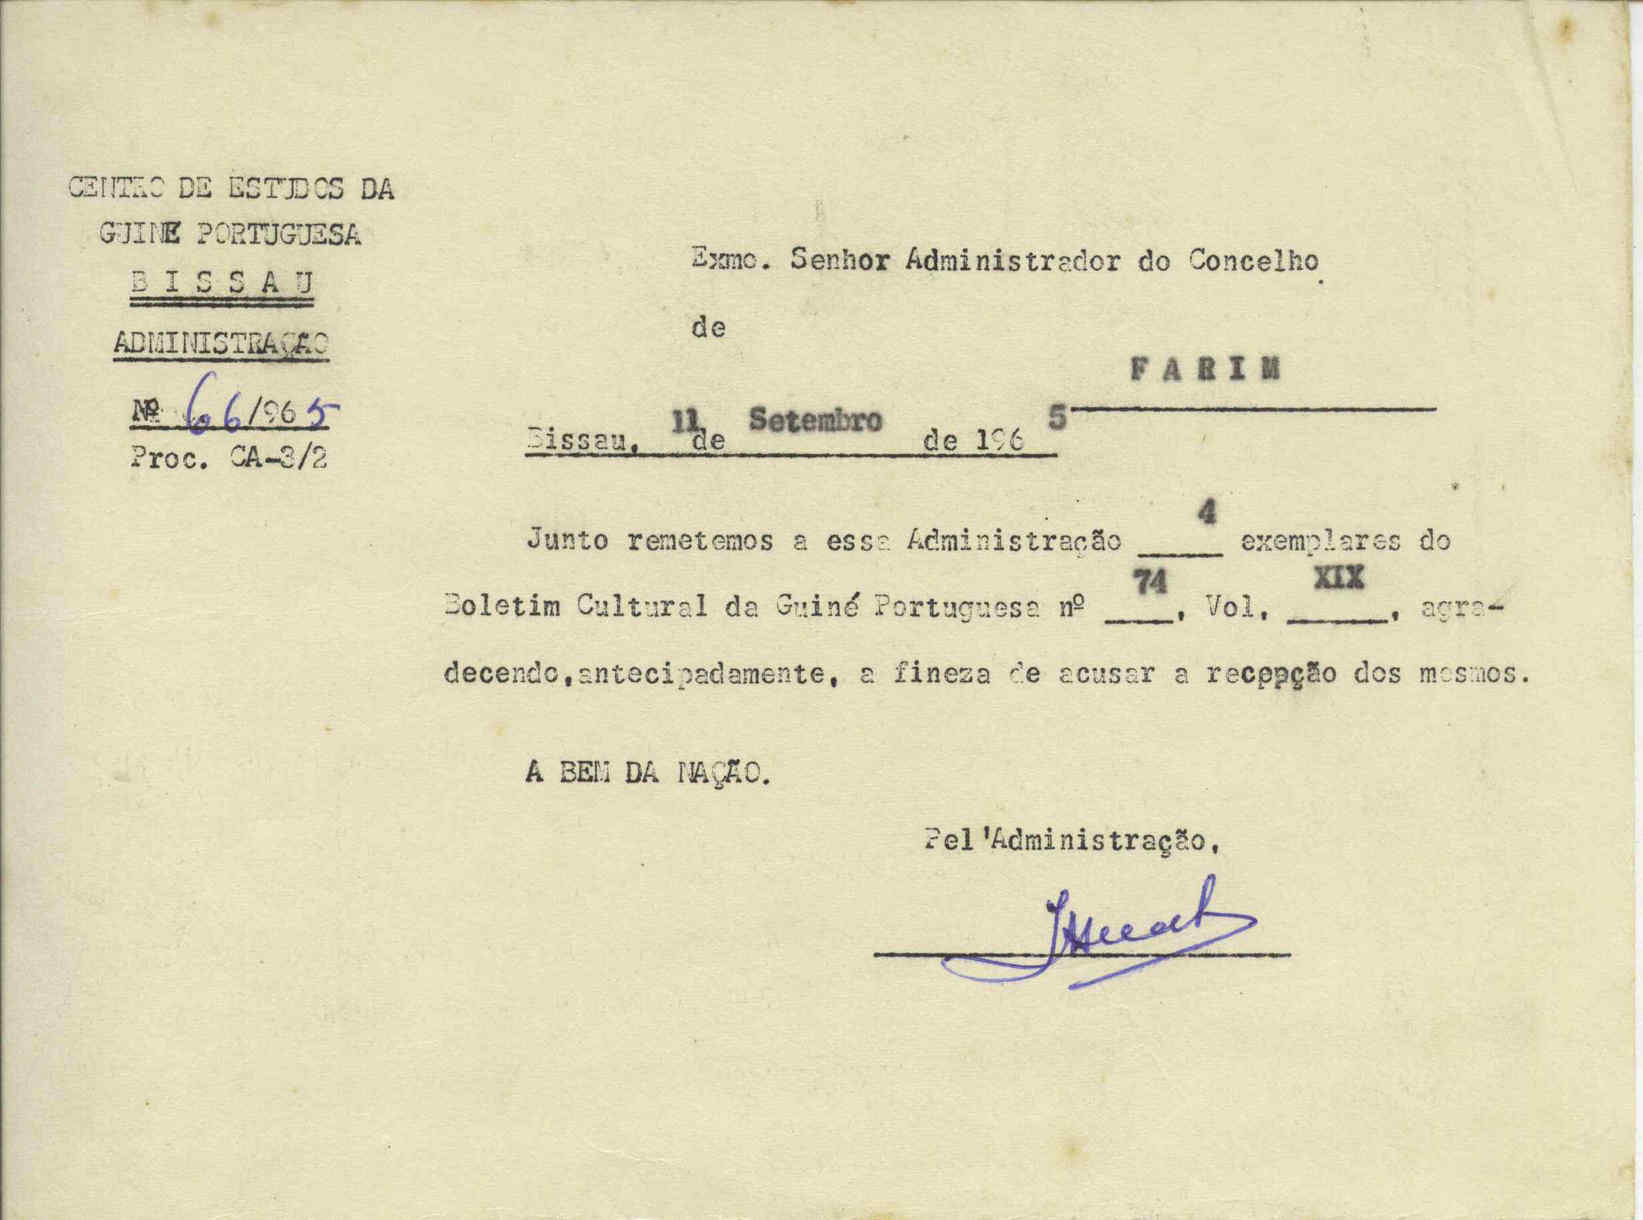 CENTRO DE ESTUDOS DA
GUINE PORTUGUESA
B I S S A U
ADMINISTRAÇÃO
Nº 66/965
Proc. CA-3/2
Exmo. Senhor Administrador do Concelho
de
F A R I M
Bissau, 11 de Setembro de 1965
Junto remetemos a essa Administração 4 exemplares do
Boletim Cultural da Guiné Portuguesa nº 74, Vol. XIX, agra-
decendo,antecipadamente, a fineza de acusar a recepção dos mesmos.
A BEM DA NAÇÃO.
Pel'Administração,